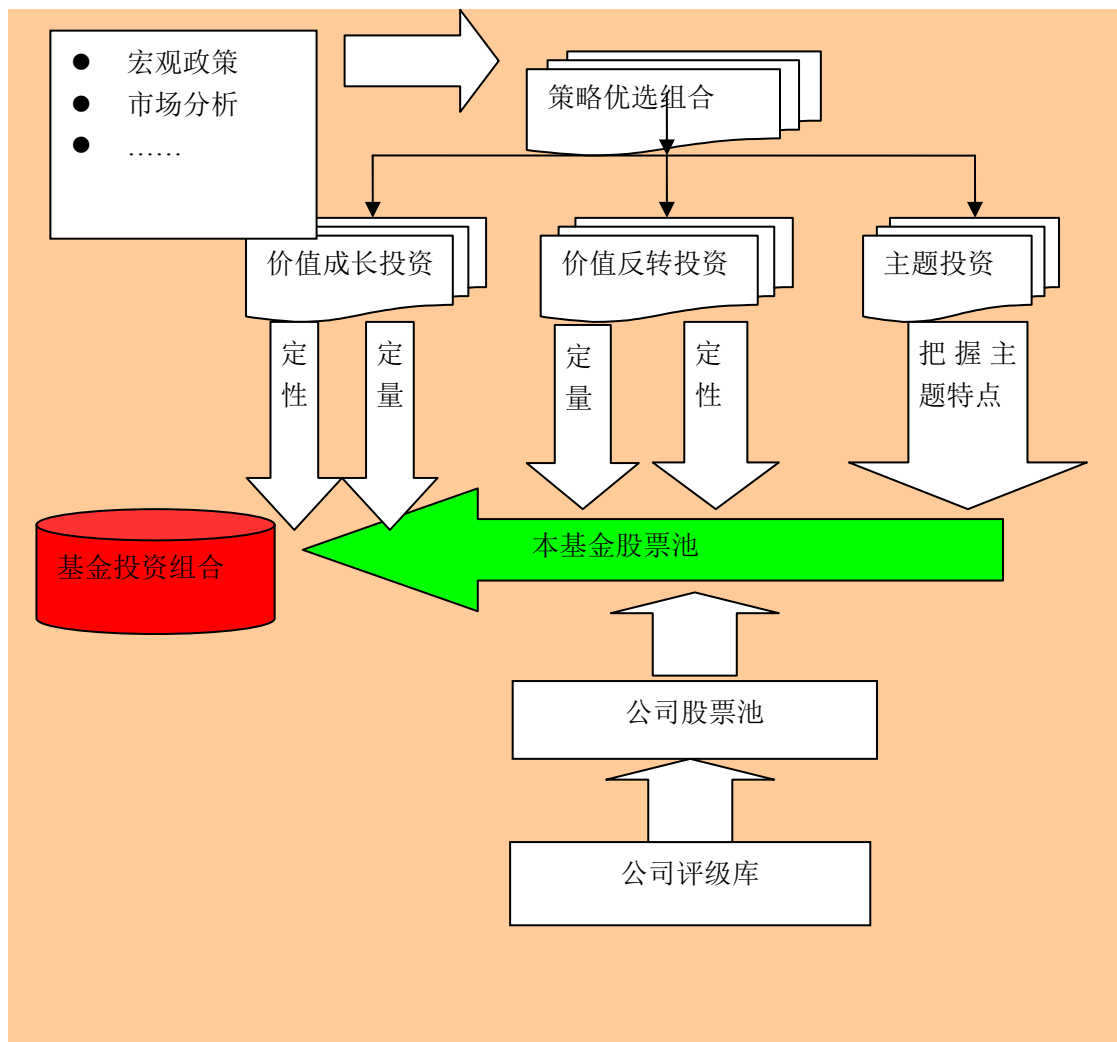 ● 宏观政策
● 市场分析
● ……
策略优选组合
价值成长投资
价值反转投资
主题投资
定性
定量
定量
定性
把握主
题特点
本基金股票池
基金投资组合
公司股票池
公司评级库